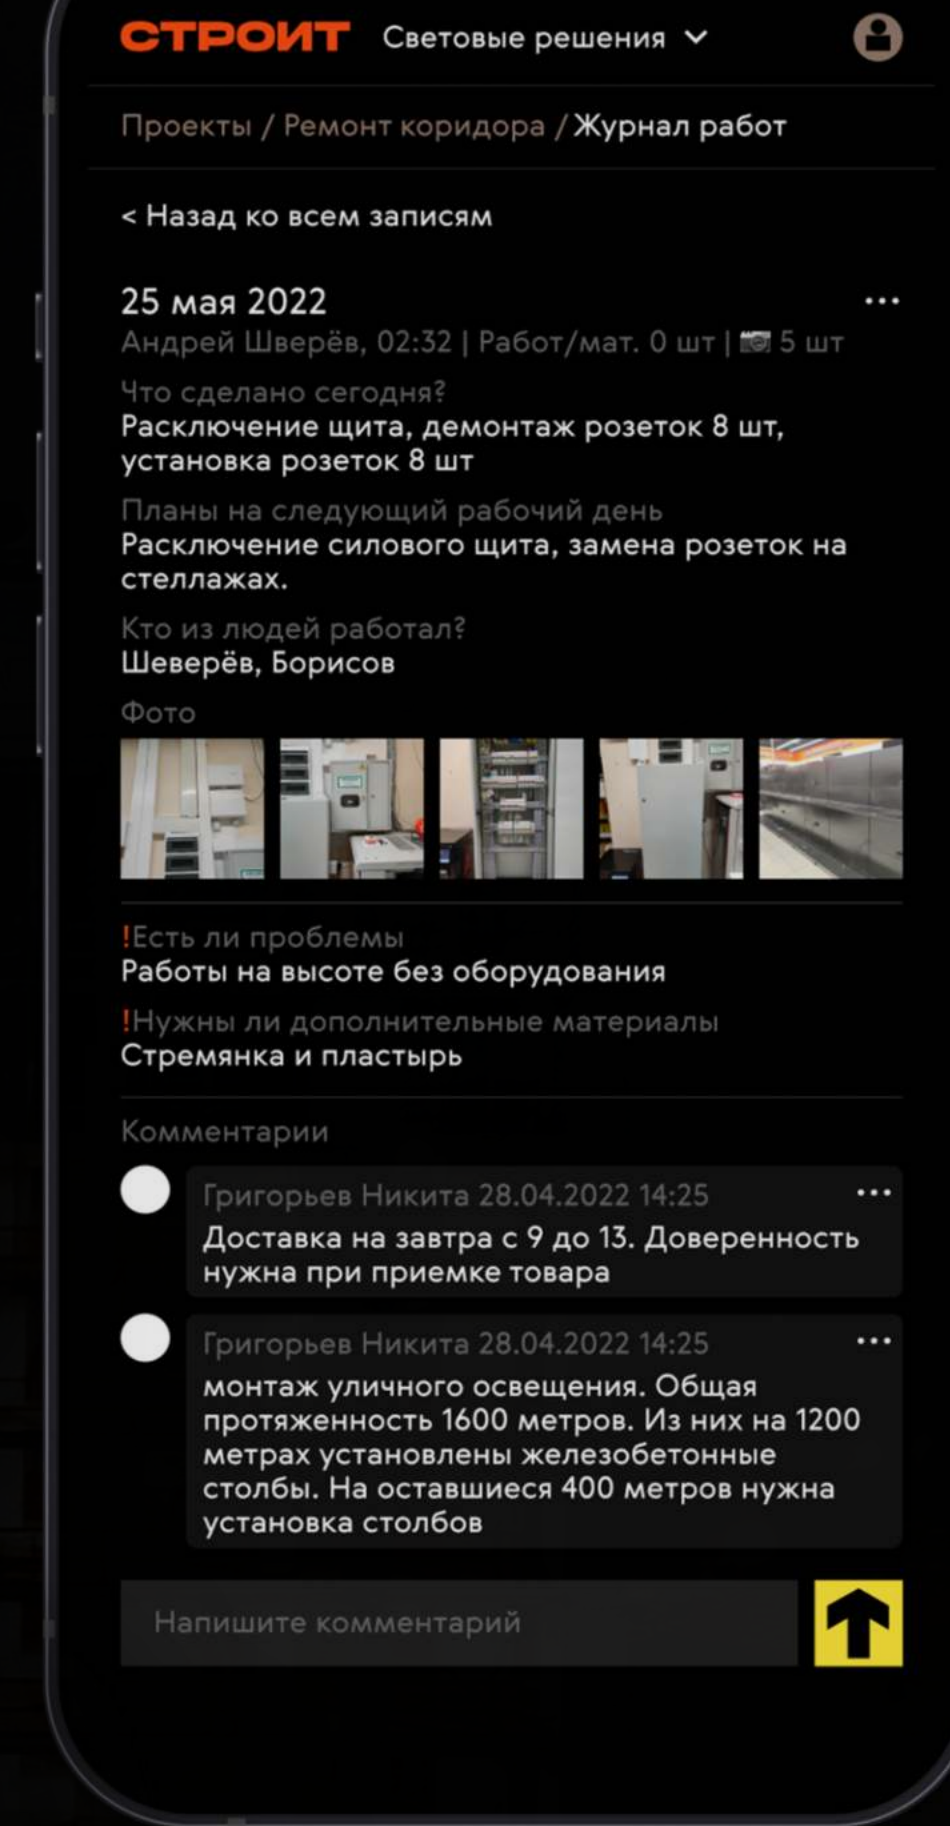 СТРОИТ Световые решения
Проекты / Ремонт коридора / Журнал работ
< Назад ко всем записям
25 мая 2022
Андрей Шверёв, 02:32 | Работ/мат. 0 шт | 5 шт
Что сделано сегодня?
Расключение щита, демонтаж розеток 8 шт,
установка розеток 8 шт
Планы на следующий рабочий день
Расключение силового щита, замена розеток на
стеллажах.
Кто из людей работал?
Шеверёв, Борисов
Фото
!Есть ли проблемы
Работы на высоте без оборудования
!Нужны ли дополнительные материалы
Стремянка и пластырь
Комментарии
Григорьев Никита 28.04.2022 14:25
Доставка на завтра с 9 до 13. Доверенность
нужна при приемке товара
Григорьев Никита 28.04.2022 14:25
монтаж уличного освещения. Общая
протяженность 1600 метров. Из них на 1200
метрах установлены железобетонные
столбы. На оставшиеся 400 метров нужна
установка столбов
Напишите комментарий